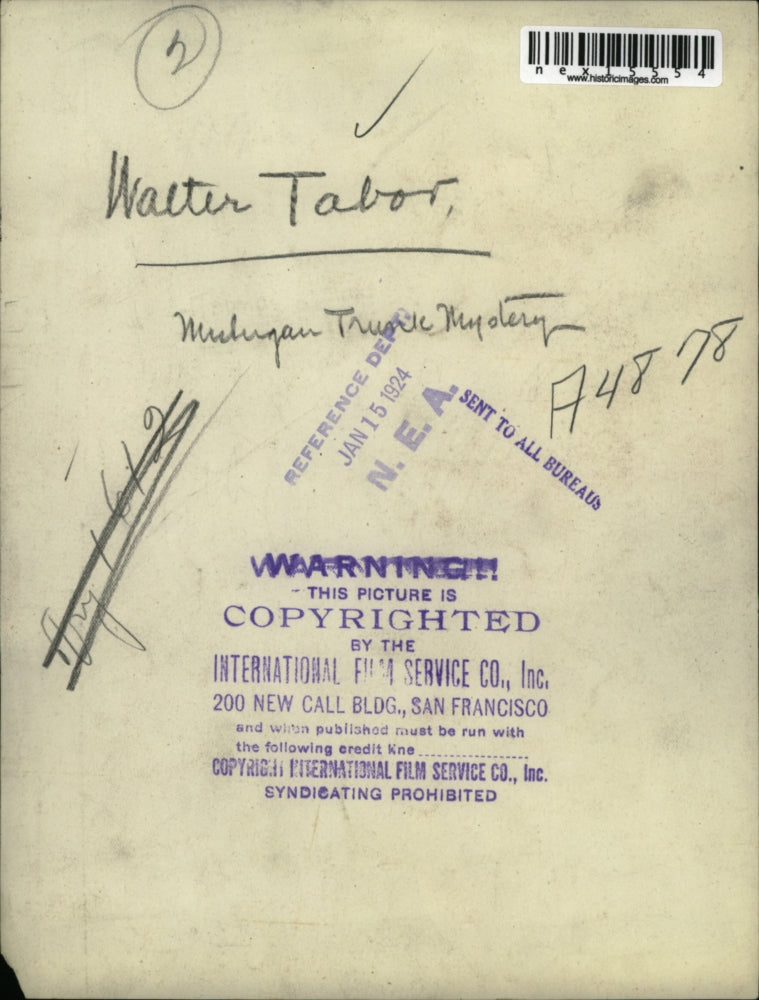 2
nex15554
www.historicimages.com
Walter Tabor,
Michigan Trunk Mystery
A4878
REFERENCE DEPT.
JAN 15 1924
N. E. A.
SENT TO ALL BUREAUS
WARNING!!
THIS PICTURE IS
COPYRIGHTED
BY THE
INTERNATIONAL FILM SERVICE CO., Inc.
200 NEW CALL BLDG., SAN FRANCISCO
and when published must be run with
the following credit line
COPYRIGHT INTERNATIONAL FILM SERVICE CO., Inc.
SYNDICATING PROHIBITED